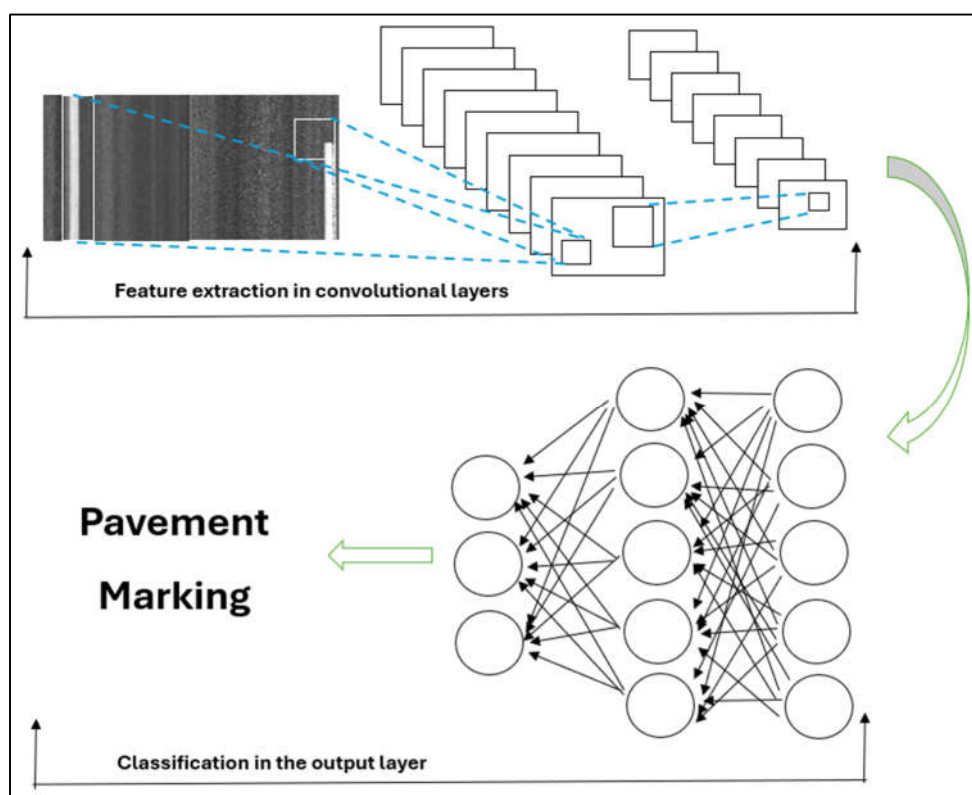 Feature extraction in convolutional layers
Pavement
Marking
Classification in the output layer